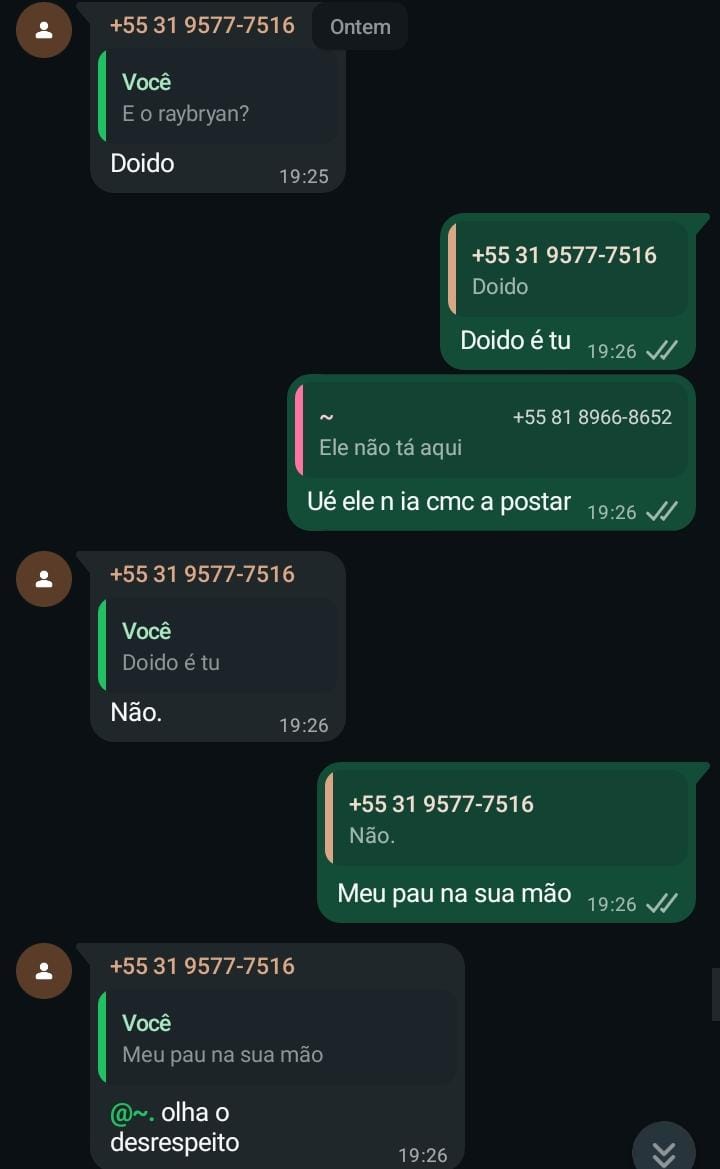 +55 31 9577-7516
Ontem
Você
E o raybryan?
Doido
19:25
+55 31 9577-7516
Doido
Doido é tu 19:26
~ +55 81 8966-8652
Ele não tá aqui
Ué ele n ia cmc a postar 19:26
+55 31 9577-7516
Você
Doido é tu
Não.
19:26
+55 31 9577-7516
Não.
Meu pau na sua mão 19:26
+55 31 9577-7516
Você
Meu pau na sua mão
@~. olha o
desrespeito
19:26